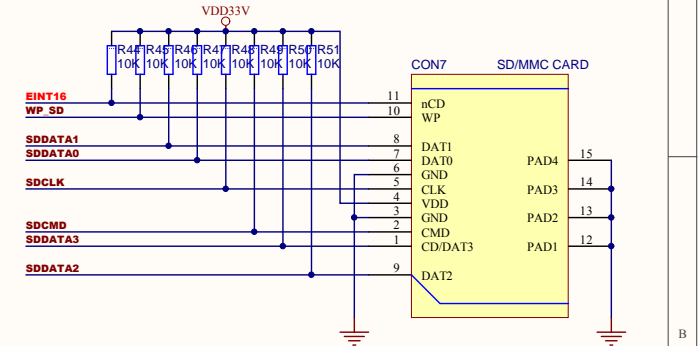 VDD33V
R44 R45 R46 R47 R48 R49 R50 R51
10K 10K 10K 10K 10K 10K 10K 10K
CON7 SD/MMC CARD
EINT16 11 nCD
WP_SD 10 WP
SDDATA1 8 DAT1
SDDATA0 7 DAT0 PAD4 15
6 GND
SDCLK 5 CLK PAD3 14
4 VDD
3 GND PAD2 13
SDCMD 2 CMD
SDDATA3 1 CD/DAT3 PAD1 12
SDDATA2 9 DAT2
B